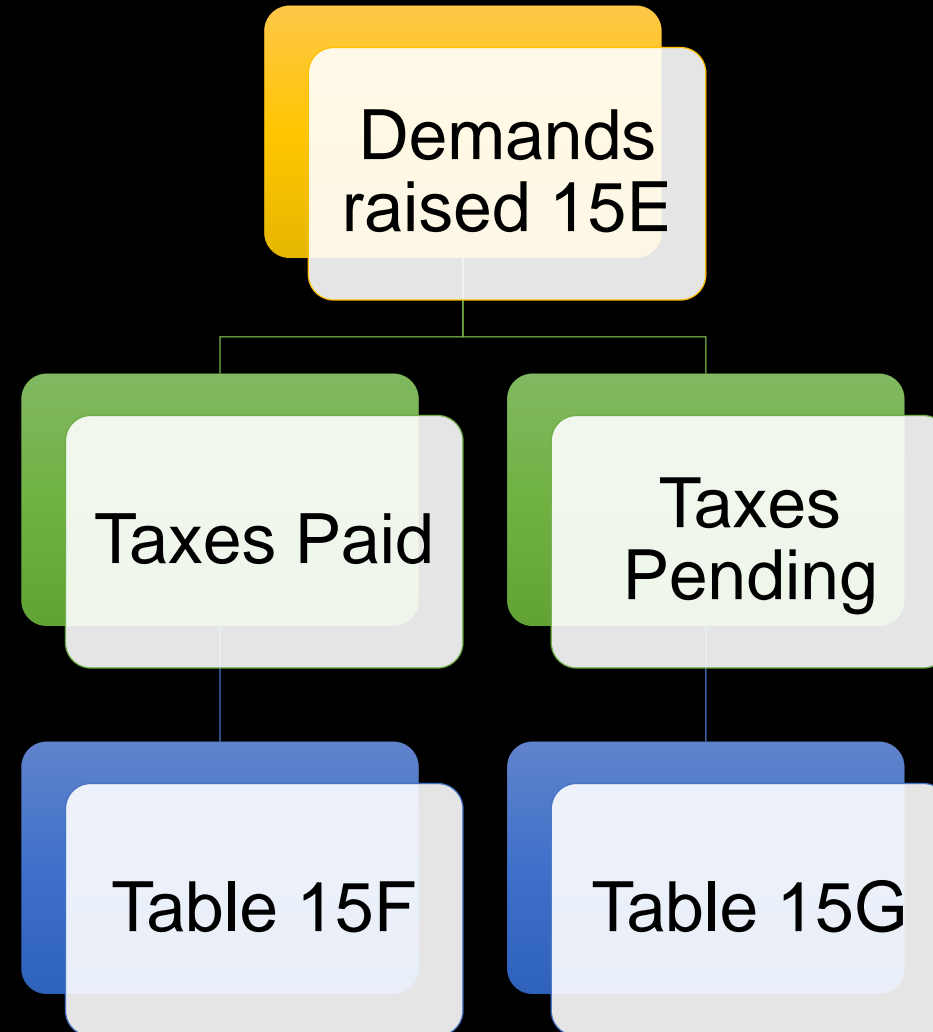 Demands
raised 15E
Taxes Paid
Taxes
Pending
Table 15F
Table 15G